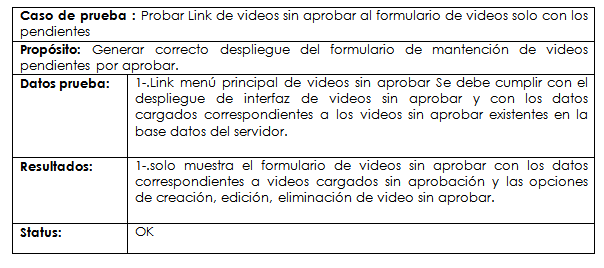 Caso de prueba : Probar Link de videos sin aprobar al formulario de videos solo con los
pendientes
Propósito: Generar correcto despliegue del formulario de mantención de videos
pendientes por aprobar.
Datos prueba: 1-.Link menú principal de videos sin aprobar Se debe cumplir con el
despliegue de interfaz de videos sin aprobar y con los datos
cargados correspondientes a los videos sin aprobar existentes en la
base datos del servidor.
Resultados: 1-.solo muestra el formulario de videos sin aprobar con los datos
correspondientes a videos cargados sin aprobación y las opciones
de creación, edición, eliminación de video sin aprobar.
Status: OK